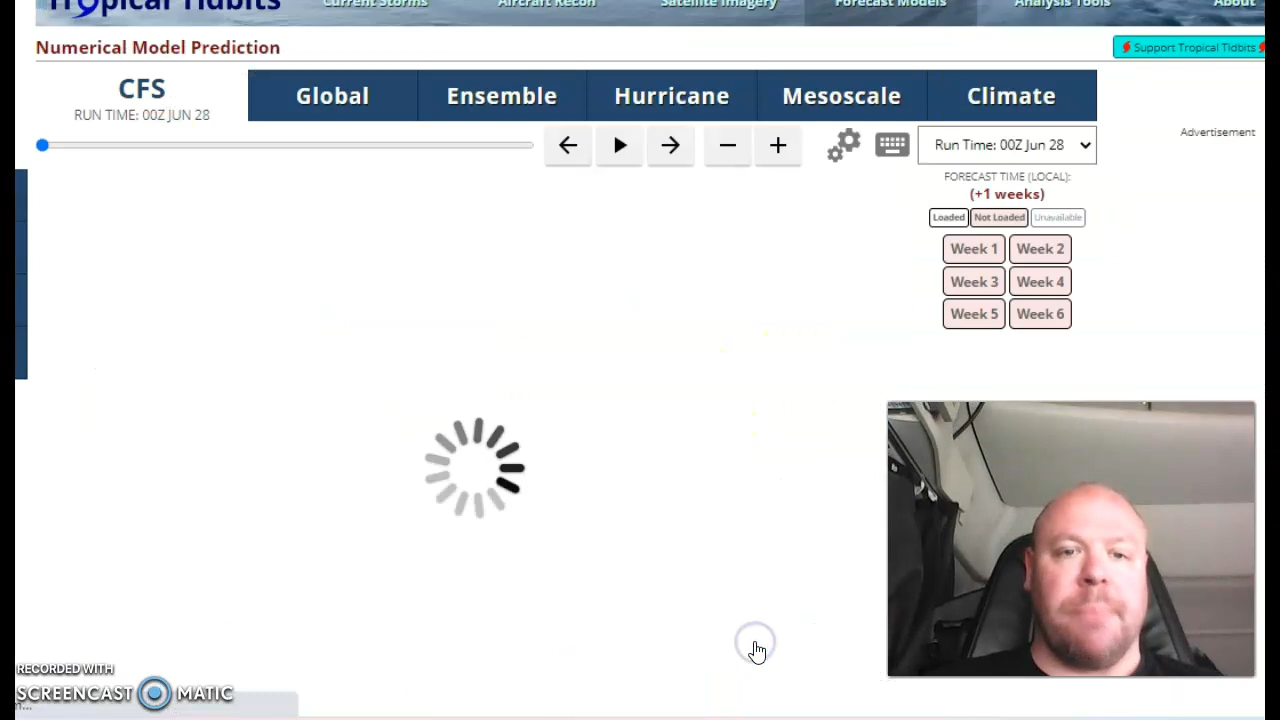 Tropical Tidbits
Current Storms Aircraft Recon Satellite Imagery Forecast Models Analysis Tools About
Numerical Model Prediction
Support Tropical Tidbits
CFS
RUN TIME: 00Z JUN 28
Global Ensemble Hurricane Mesoscale Climate
Run Time: 00Z Jun 28
Advertisement
FORECAST TIME (LOCAL):
(+1 weeks)
Loaded Not Loaded Unavailable
Week 1 Week 2
Week 3 Week 4
Week 5 Week 6
RECORDED WITH
SCREENCAST MATIC